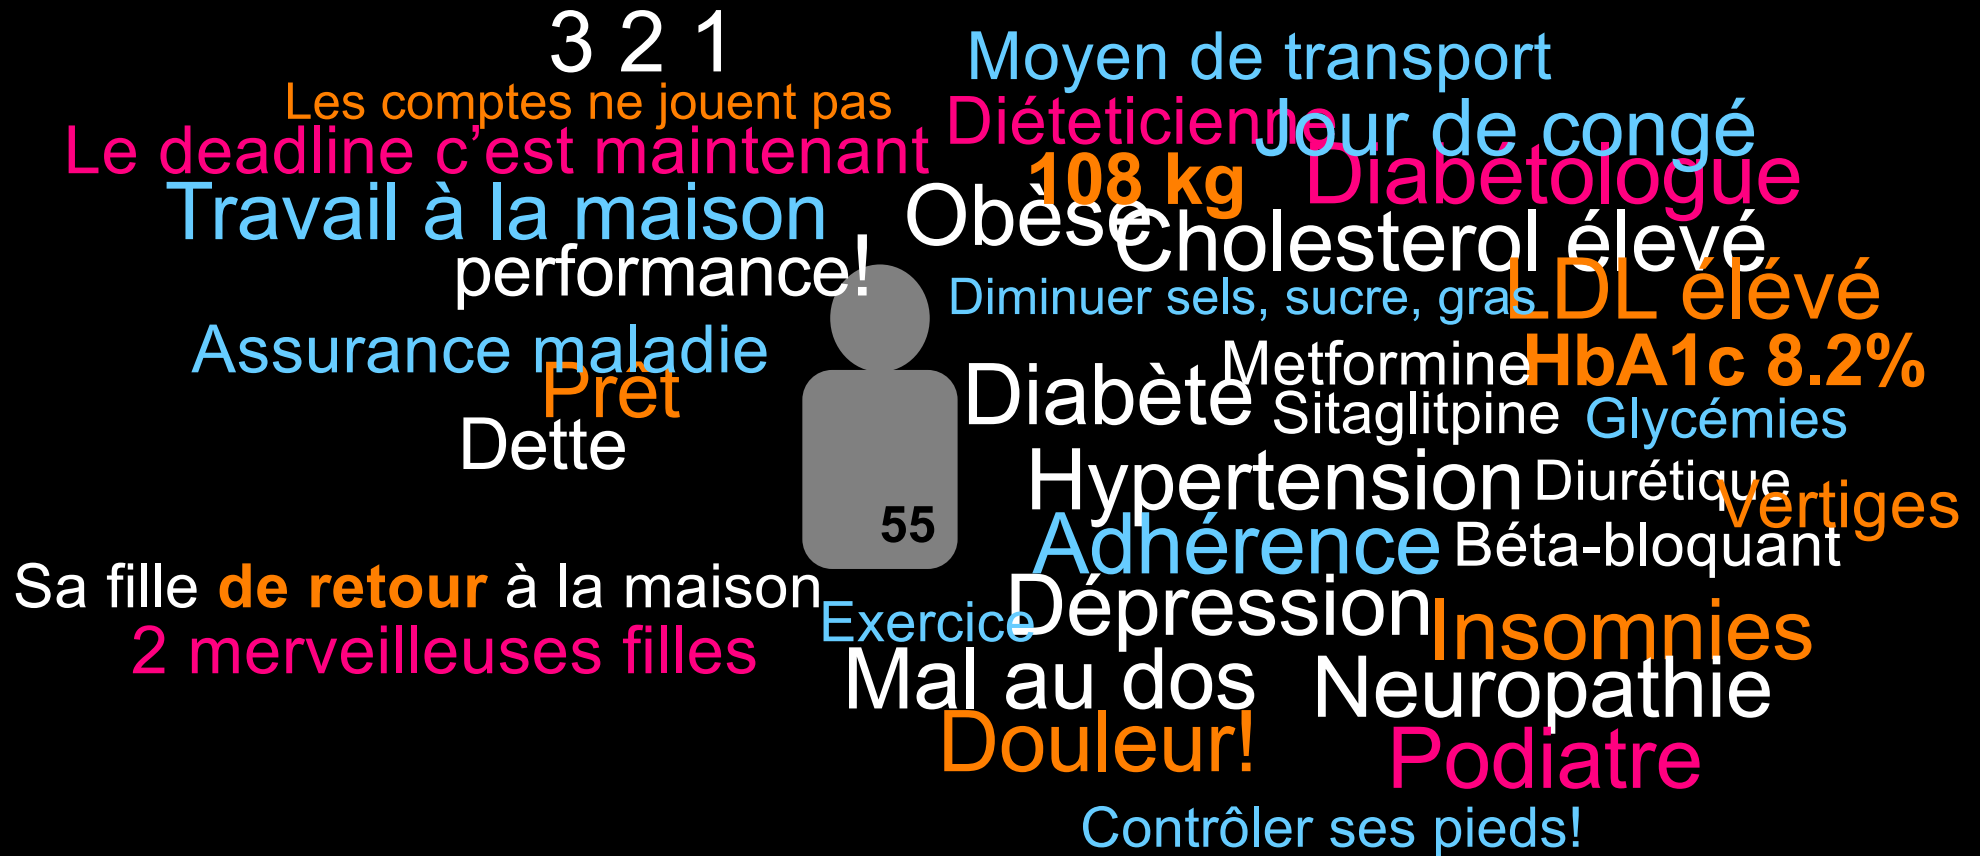 3 2 1
Les comptes ne jouent pas
Le deadline c’est maintenant
Travail à la maison
performance!
Assurance maladie
Prêt
Dette
55
Sa fille de retour à la maison
2 merveilleuses filles
Moyen de transport
Diéteticienne
Jour de congé
108 kg
Diabétologue
Obèse
Cholesterol élevé
Diminuer sels, sucre, gras
LDL élévé
Metformine
HbA1c 8.2%
Diabète
Sitaglitpine
Glycémies
Hypertension
Diurétique
Vertiges
Adhérence
Béta-bloquant
Exercice
Dépression
Insomnies
Mal au dos
Neuropathie
Douleur!
Podiatre
Contrôler ses pieds!